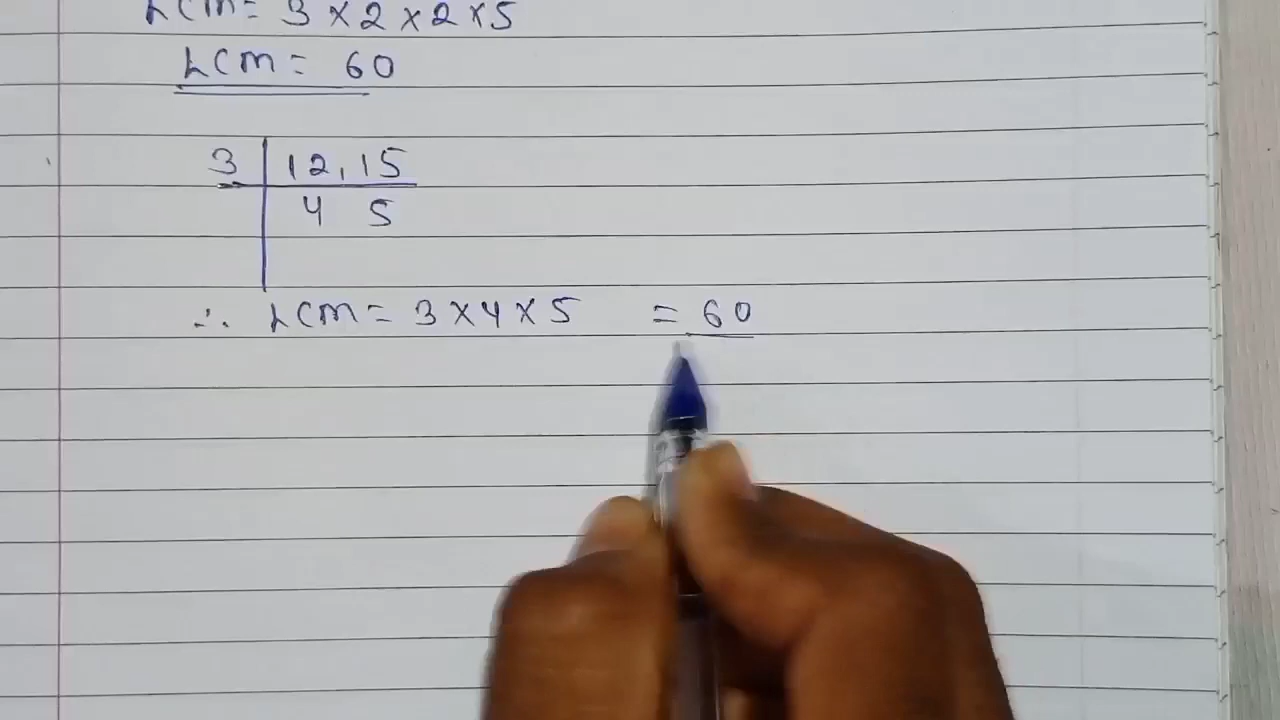 LCM = 3 × 2 × 2 × 5
LCM = 60
3 | 12, 15
4 5
∴ LCM = 3 × 4 × 5 = 60